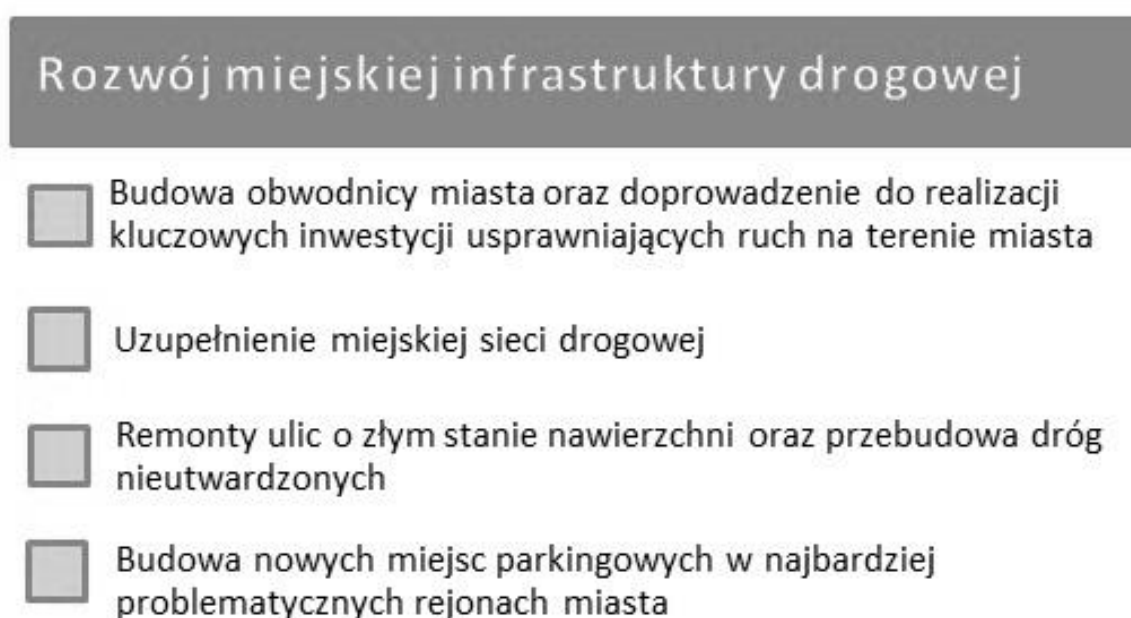 Rozwój miejskiej infrastruktury drogowej
Budowa obwodnicy miasta oraz doprowadzenie do realizacji
kluczowych inwestycji usprawniających ruch na terenie miasta
Uzupełnienie miejskiej sieci drogowej
Remonty ulic o złym stanie nawierzchni oraz przebudowa dróg
nieutwardzonych
Budowa nowych miejsc parkingowych w najbardziej
problematycznych rejonach miasta